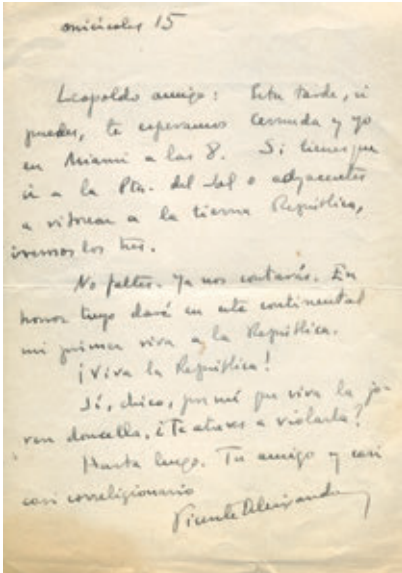 miércoles 15
Leopoldo amigo: Esta tarde, si
puedes, te esperamos Cernuda y yo
en Miami a las 8. Si tienes que
ir a la Pta. del Sol o adyacentes
a vitorear a la tierna República,
iremos los tres.
No faltes. Ya nos contarás. En
honor tuyo daré en este continental
mi primer viva a la República.
¡Viva la República!
Sí, chico, por mí que viva la jo-
ven doncella. ¿Te atreves a violarla?
Hasta luego. Tu amigo y casi
casi correligionario
Vicente Aleixandre